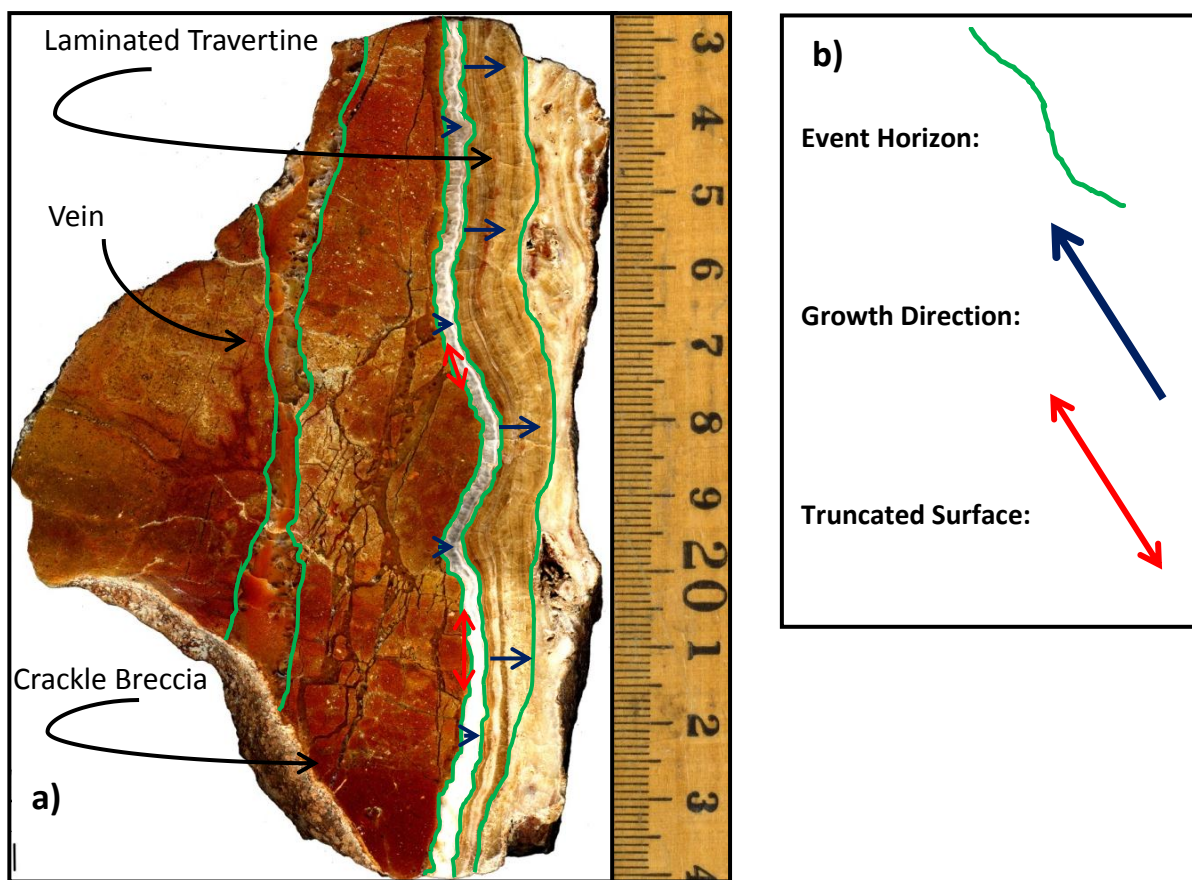 Laminated Travertine
Vein
Crackle Breccia
a)
3
4
5
6
7
8
9
20
1
2
3
4
b)
Event Horizon:
Growth Direction:
Truncated Surface: